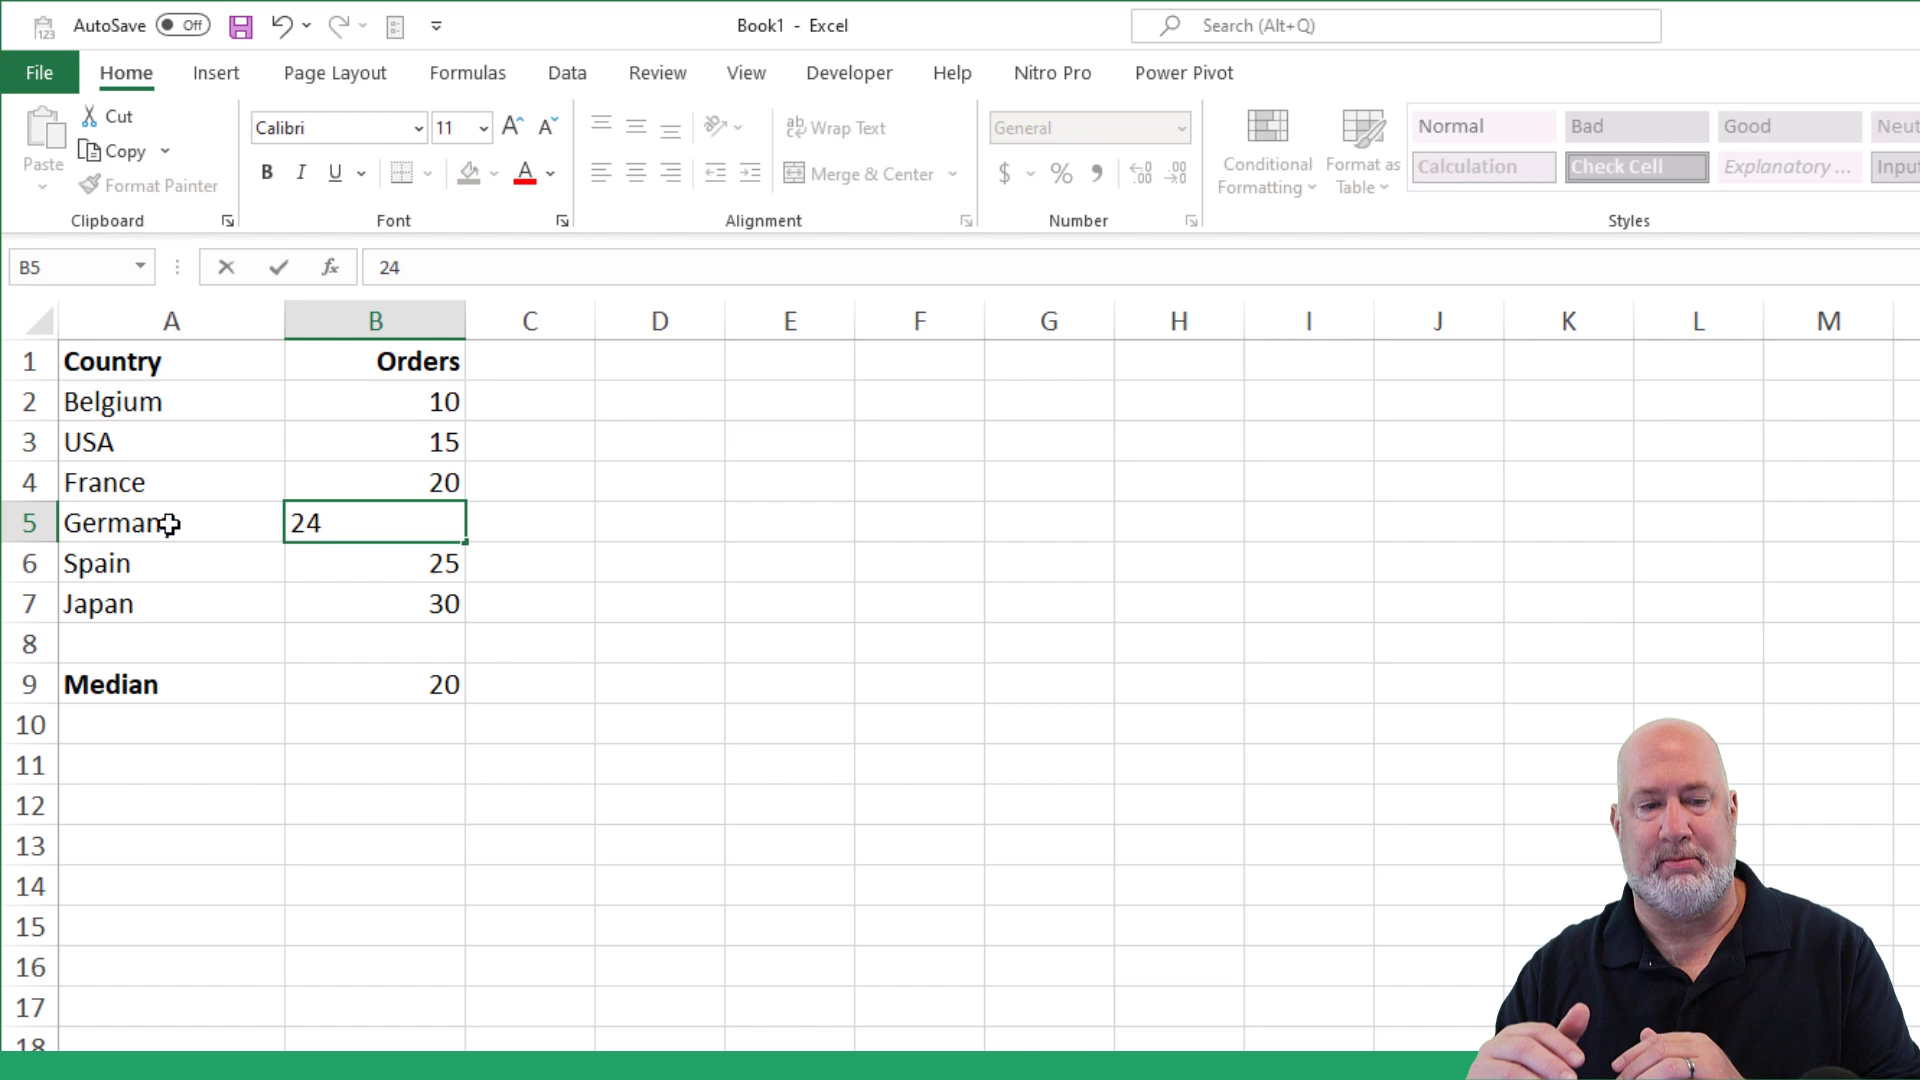 AutoSave Off Book1 - Excel Search (Alt+Q)
File Home Insert Page Layout Formulas Data Review View Developer Help Nitro Pro Power Pivot
Cut
Copy
Paste
Format Painter
Clipboard
Calibri 11
B I U A
Font
Wrap Text
Merge & Center
Alignment
General
$ % 9
Number
Conditional Formatting
Format as Table
Normal Bad Good
Calculation Check Cell Explanatory ...
Styles
B5 fx 24
A B C D E F G H I J K L M
1 Country Orders
2 Belgium 10
3 USA 15
4 France 20
5 German 24
6 Spain 25
7 Japan 30
8
9 Median 20
10
11
12
13
14
15
16
17
18